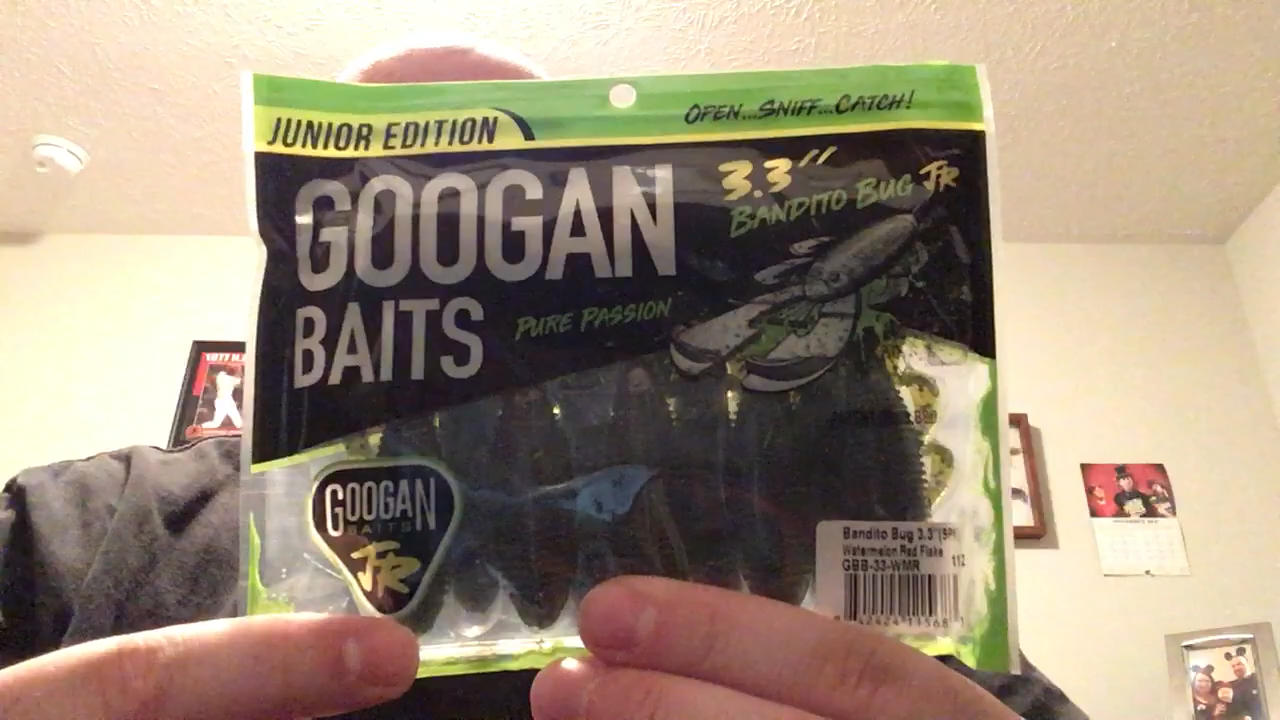 JUNIOR EDITION
OPEN...SNIFF...CATCH!
GOOGAN
BAITS
PURE PASSION
3.3"
BANDITO BUG JR
GOOGAN
BAITS
JR
Bandito Bug 3.3"
Watermelon Red Flake
GBB-33-WMR 112